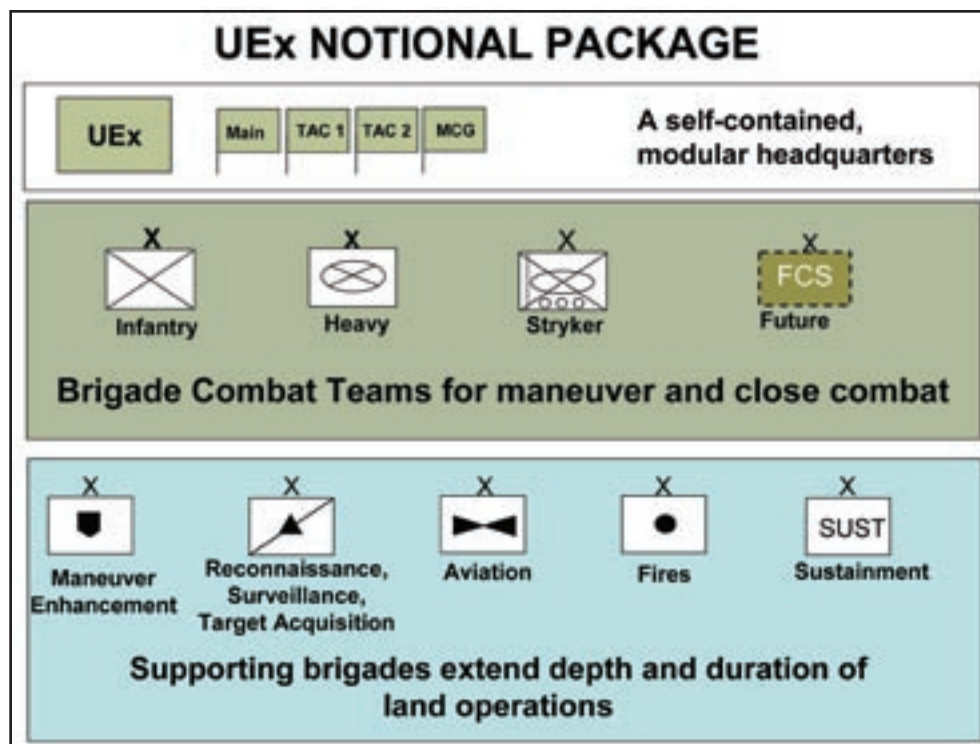 UEx NOTIONAL PACKAGE
UEx
Main
TAC 1
TAC 2
MCG
A self-contained,
modular headquarters
X
Infantry
X
Heavy
X
Stryker
X
FCS
Future
Brigade Combat Teams for maneuver and close combat
X
Maneuver
Enhancement
X
Reconnaissance,
Surveillance,
Target Acquisition
X
Aviation
X
Fires
X
SUST
Sustainment
Supporting brigades extend depth and duration of
land operations